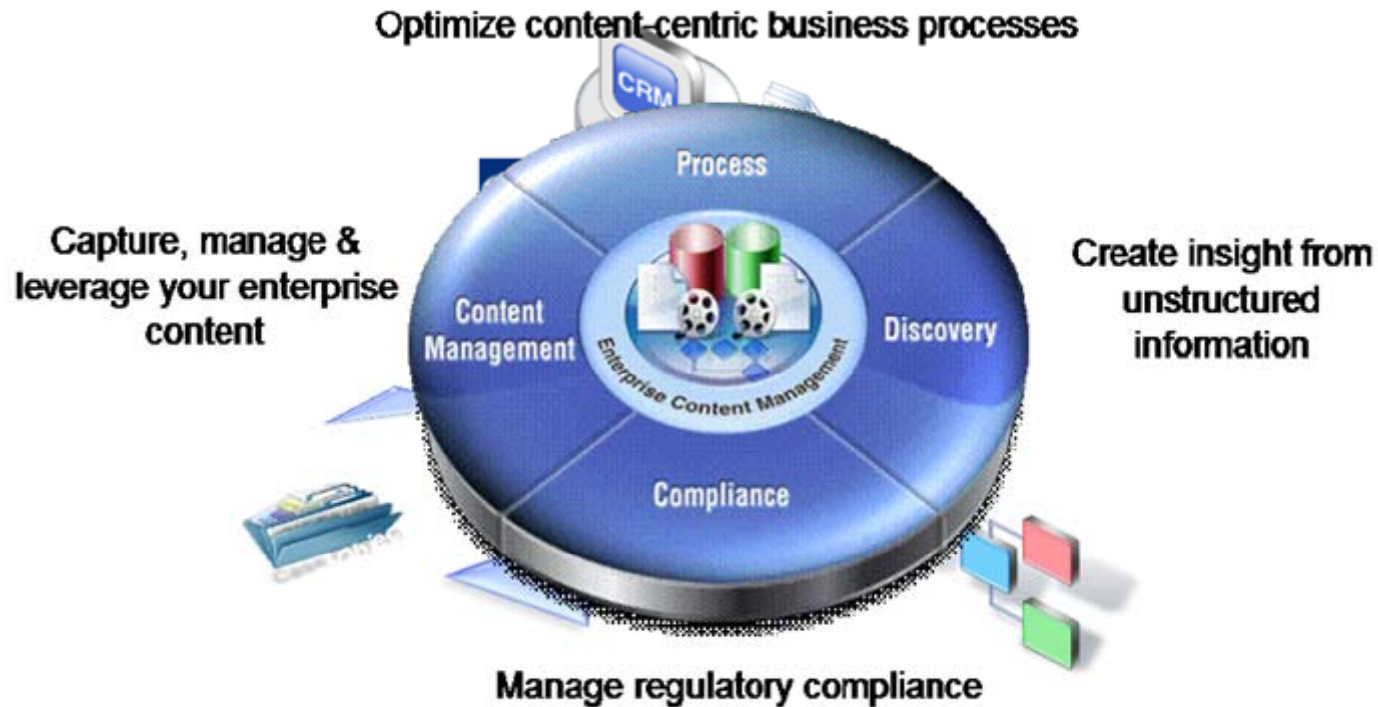 Optimize content-centric business processes
CRM
Process
Capture, manage &
leverage your enterprise
content
Create insight from
unstructured
information
Content
Management
Discovery
Enterprise Content Management
Compliance
Manage regulatory compliance